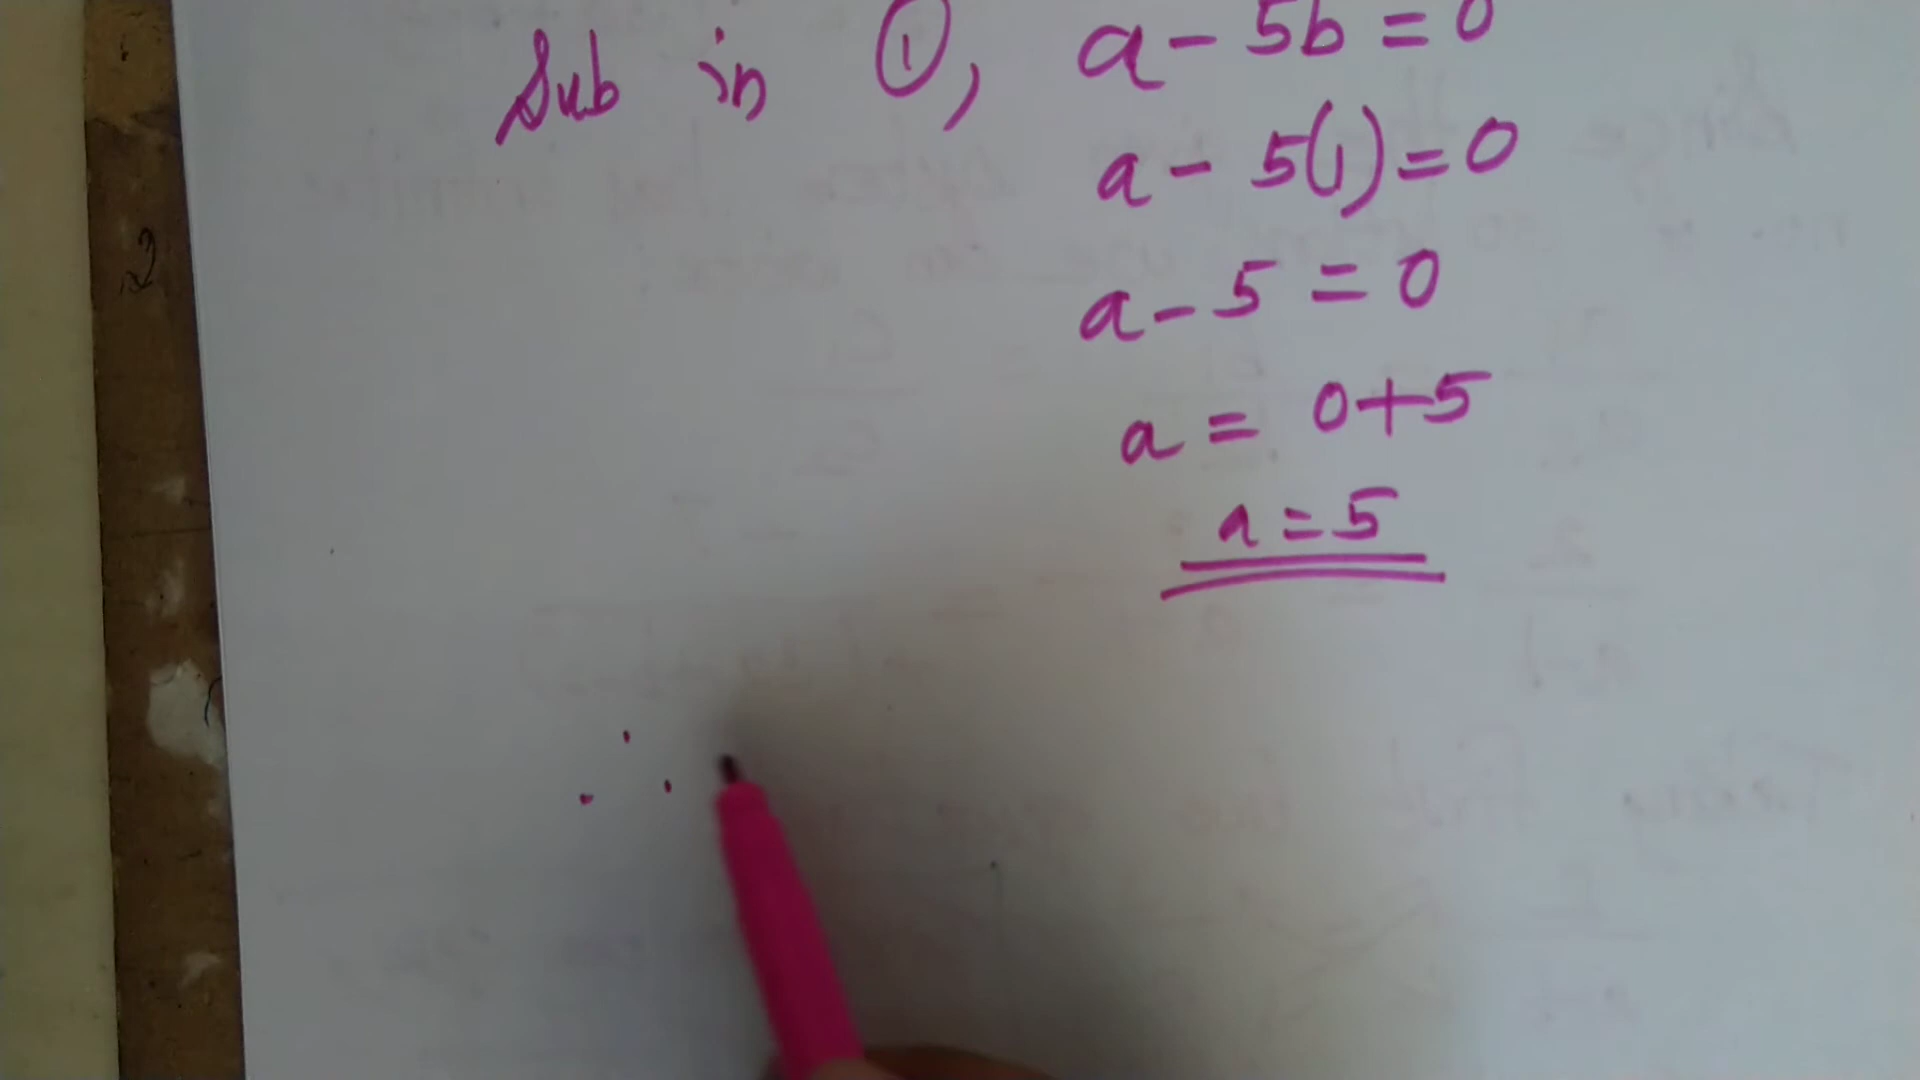 Sub in ①, a - 5b = 0
a - 5(1) = 0
a - 5 = 0
a = 0+5
a = 5
∴